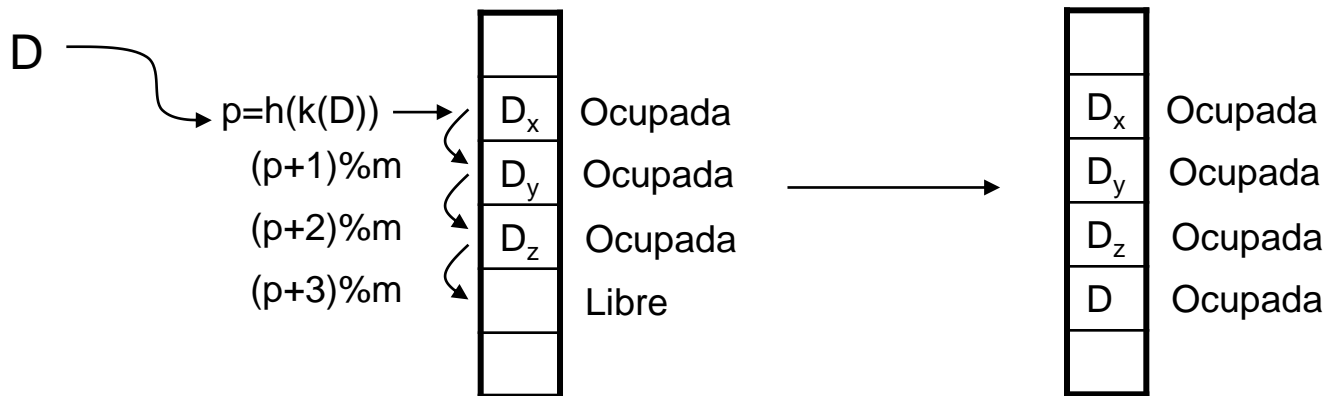 D
p=h(k(D)) Dx Ocupada Dx Ocupada
(p+1)%m Dy Ocupada Dy Ocupada
(p+2)%m Dz Ocupada Dz Ocupada
(p+3)%m Libre D Ocupada